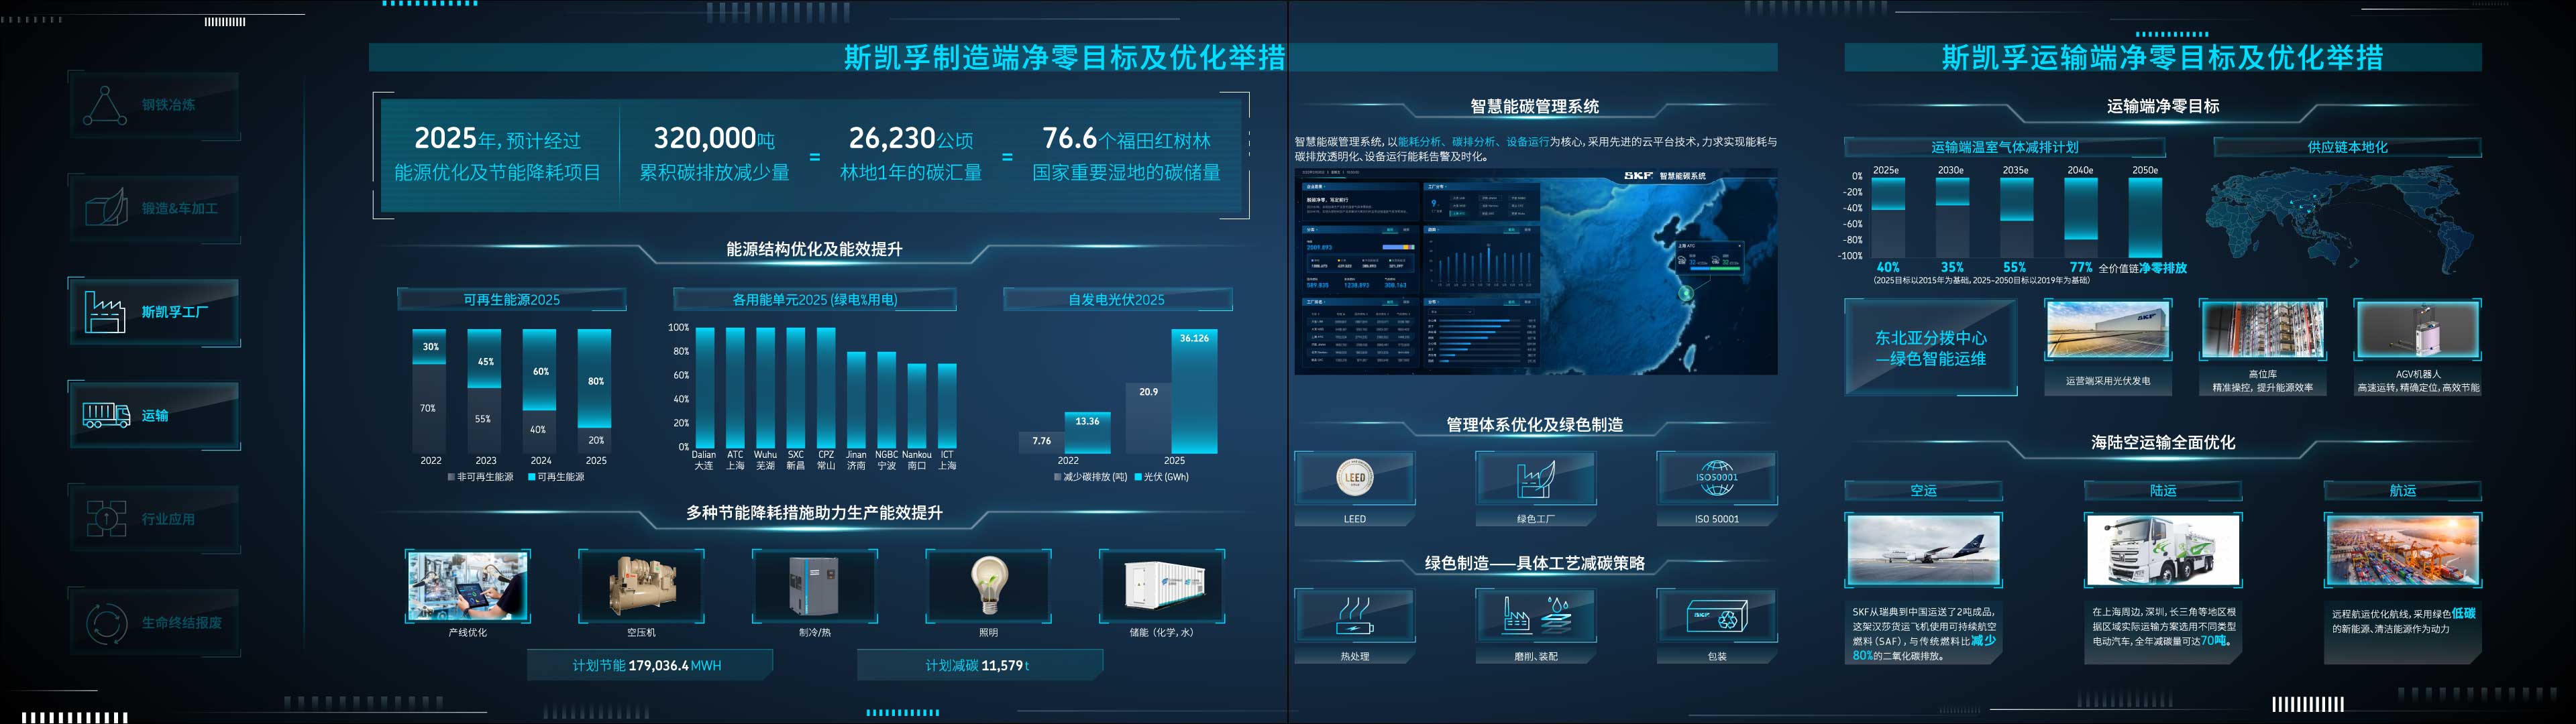 钢铁冶炼
锻造&车加工
斯凯孚工厂
运输
行业应用
生命终结报废
斯凯孚制造端净零目标及优化举措
2025年,预计经过
能源优化及节能降耗项目
320,000吨
累积碳排放减少量
=
26,230公顷
林地1年的碳汇量
=
76.6个福田红树林
国家重要湿地的碳储量
能源结构优化及能效提升
可再生能源2025
30%
45%
60%
80%
70%
55%
40%
20%
2022
2023
2024
2025
非可再生能源
可再生能源
各用能单元2025 (绿电%用电)
100%
80%
60%
40%
20%
0%
Dalian
大连
ATC
上海
Wuhu
芜湖
SXC
新昌
CPZ
常山
Jinan
济南
NGBC
宁波
Nankou
南口
ICT
上海
自发电光伏2025
7.76
13.36
20.9
36.126
2022
2025
减少碳排放 (吨)
光伏 (GWh)
多种节能降耗措施助力生产能效提升
产线优化
空压机
制冷/热
照明
储能（化学,水）
计划节能 179,036.4 MWH
计划减碳 11,579 t
智慧能碳管理系统
智慧能碳管理系统,以能耗分析、碳排分析、设备运行为核心,采用先进的云平台技术,力求实现能耗与
碳排放透明化、设备运行能耗告警及时化。
SKF 智慧能碳系统
管理体系优化及绿色制造
LEED
LEED
绿色工厂
ISO50001
ISO 50001
绿色制造——具体工艺减碳策略
热处理
磨削、装配
SKF
包装
斯凯孚运输端净零目标及优化举措
运输端净零目标
运输端温室气体减排计划
2025e
2030e
2035e
2040e
2050e
0%
-20%
-40%
-60%
-80%
-100%
40%
35%
55%
77%
全价值链净零排放
(2025目标以2015年为基础, 2025-2050目标以2019年为基础)
供应链本地化
东北亚分拨中心
—绿色智能运维
SKF
运营端采用光伏发电
高位库
精准操控, 提升能源效率
AGV机器人
高速运转, 精确定位, 高效节能
海陆空运输全面优化
空运
SKF从瑞典到中国运送了2吨成品,
这架汉莎货运飞机使用可持续航空
燃料 (SAF), 与传统燃料比减少
80%的二氧化碳排放。
陆运
在上海周边, 深圳, 长三角等地区根
据区域实际运输方案选用不同类型
电动汽车, 全年减碳量可达70吨。
航运
远程航运优化航线, 采用绿色低碳
的新能源、清洁能源作为动力